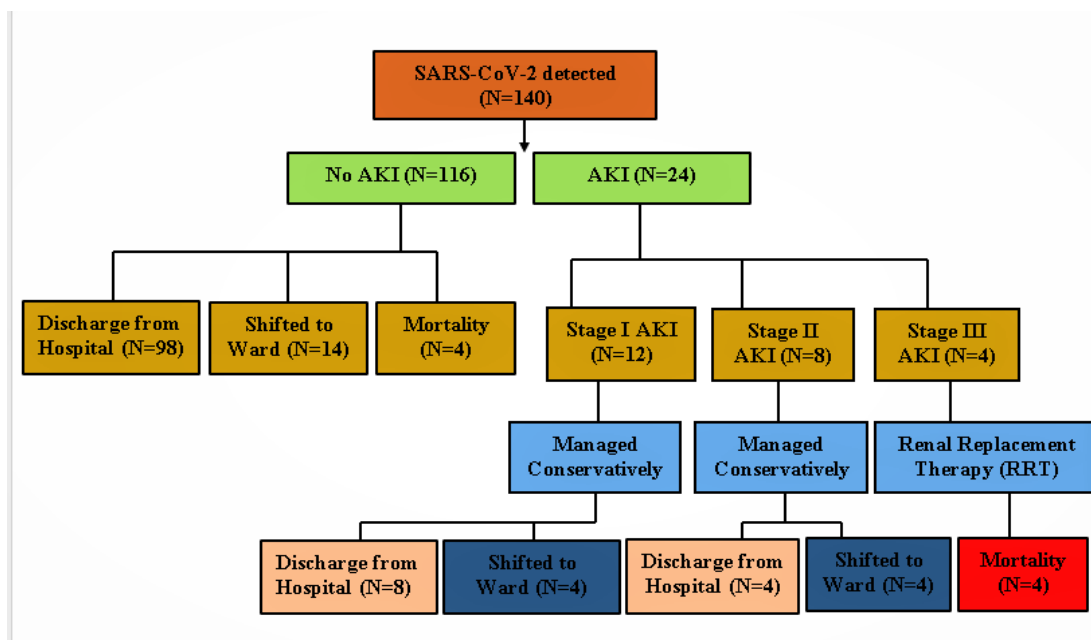 SARS-CoV-2 detected
(N=140)
No AKI (N=116)
AKI (N=24)
Discharge from
Hospital (N=98)
Shifted to
Ward (N=14)
Mortality
(N=4)
Stage I AKI
(N=12)
Stage II
AKI (N=8)
Stage III
AKI (N=4)
Managed
Conservatively
Managed
Conservatively
Renal Replacement
Therapy (RRT)
Discharge from
Hospital (N=8)
Shifted to
Ward (N=4)
Discharge from
Hospital (N=4)
Shifted to
Ward (N=4)
Mortality
(N=4)